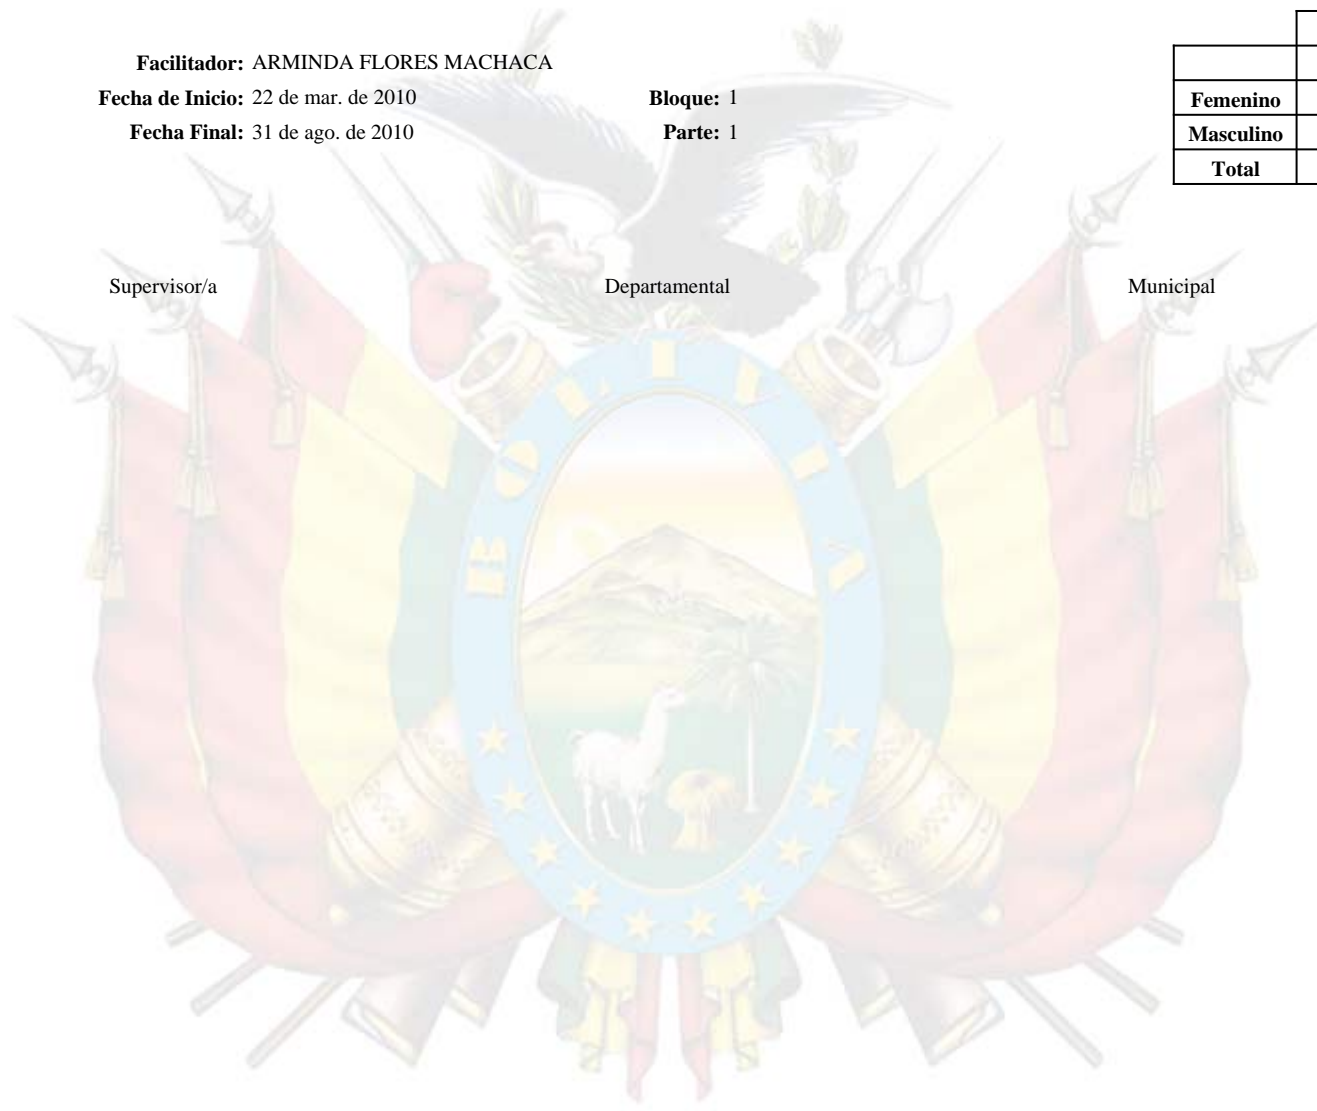 Facilitador: ARMINDA FLORES MACHACA
Fecha de Inicio: 22 de mar. de 2010 Bloque: 1
Femenino
Fecha Final: 31 de ago. de 2010 Parte: 1
Masculino
Total
Supervisor/a Departamental Municipal
BOLIVIA